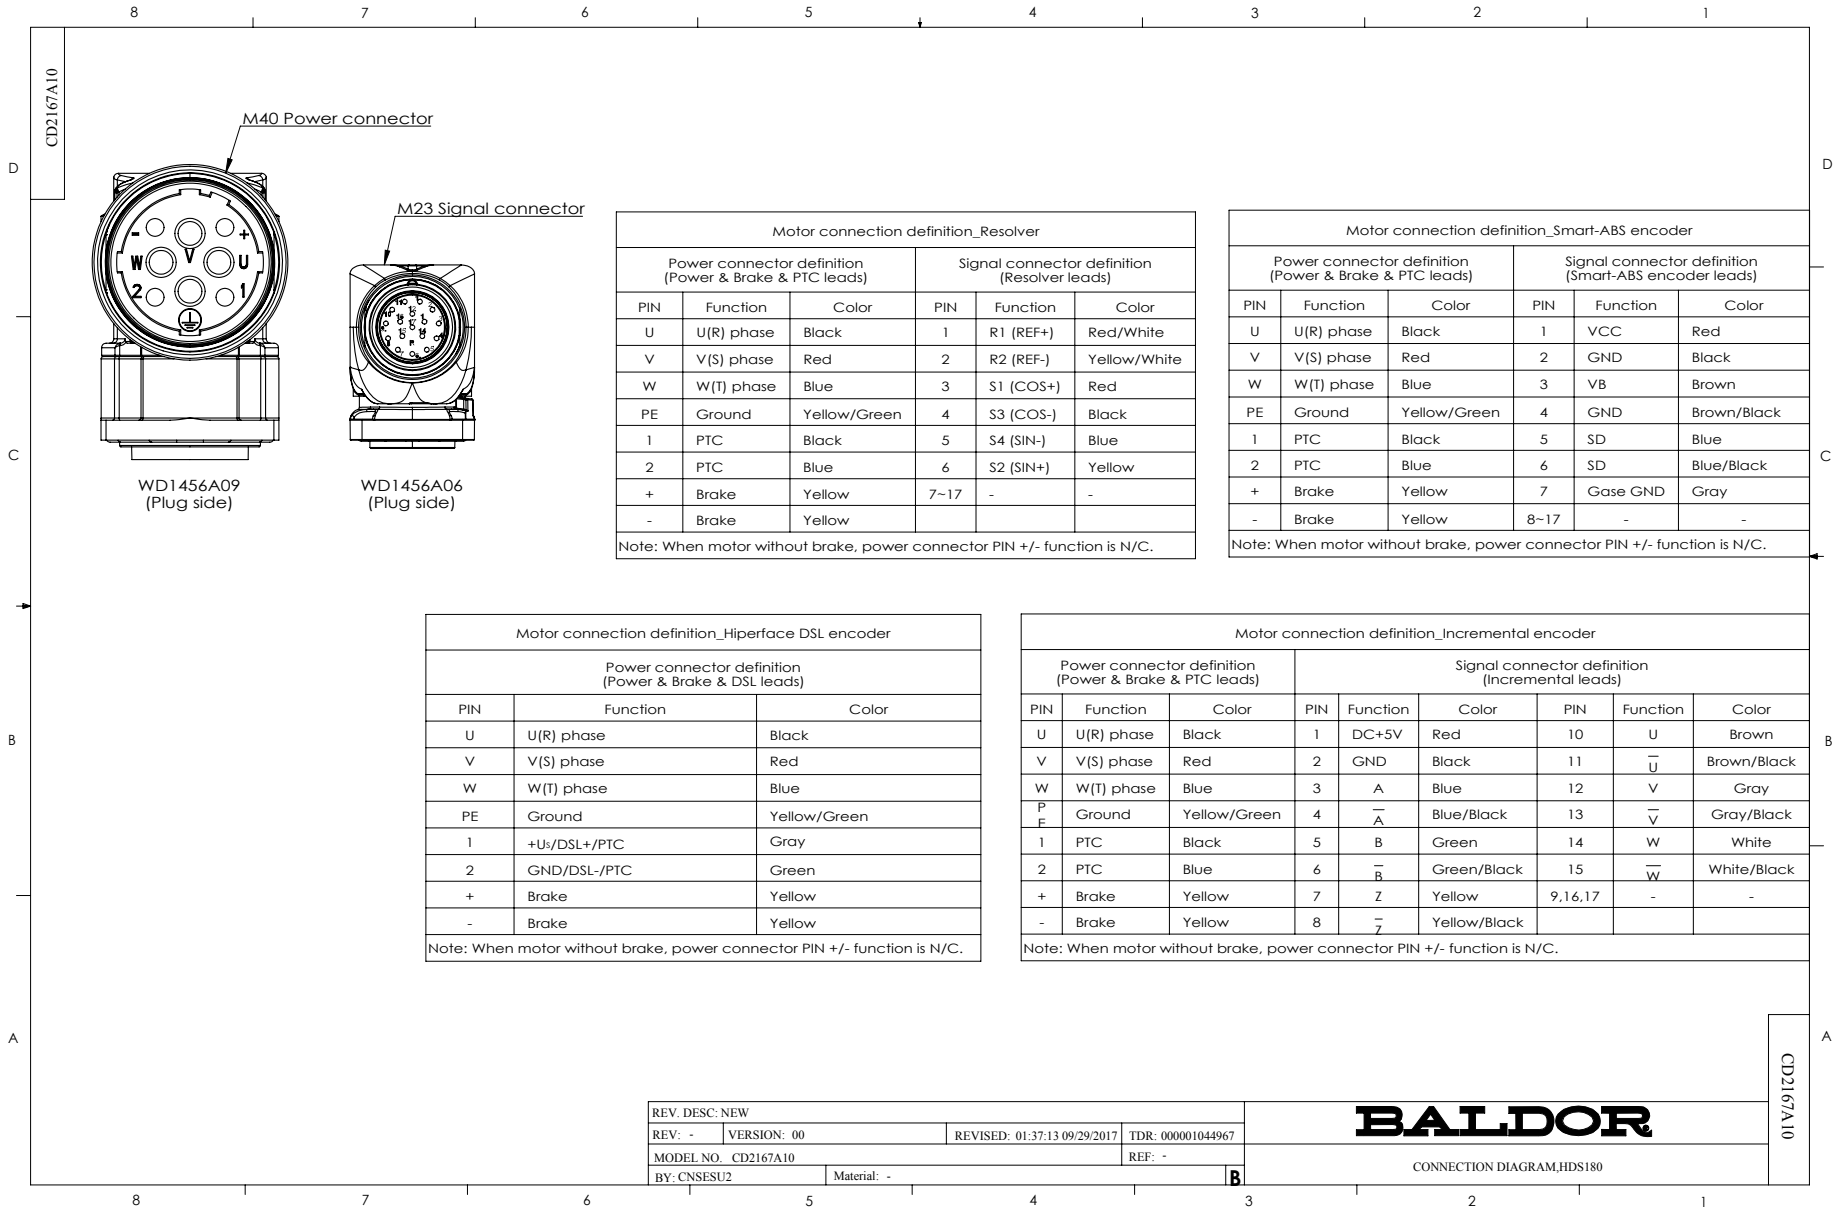 8 7 6 5 4 3 2 1
CD2167A10
D
D
M40 Power connector
- + W V U 2 1
WD1456A09
(Plug side)
M23 Signal connector
WD1456A06
(Plug side)
Motor connection definition_Resolver
Power connector definition Signal connector definition
(Power & Brake & PTC leads) (Resolver leads)
PIN Function Color PIN Function Color
U U(R) phase Black 1 R1 (REF+) Red/White
V V(S) phase Red 2 R2 (REF-) Yellow/White
W W(T) phase Blue 3 S1 (COS+) Red
PE Ground Yellow/Green 4 S3 (COS-) Black
1 PTC Black 5 S4 (SIN-) Blue
2 PTC Blue 6 S2 (SIN+) Yellow
+ Brake Yellow 7~17 - -
- Brake Yellow
Note: When motor without brake, power connector PIN +/- function is N/C.
Motor connection definition_Smart-ABS encoder
Power connector definition Signal connector definition
(Power & Brake & PTC leads) (Smart-ABS encoder leads)
PIN Function Color PIN Function Color
U U(R) phase Black 1 VCC Red
V V(S) phase Red 2 GND Black
W W(T) phase Blue 3 VB Brown
PE Ground Yellow/Green 4 GND Brown/Black
1 PTC Black 5 SD Blue
2 PTC Blue 6 SD Blue/Black
+ Brake Yellow 7 Gase GND Gray
- Brake Yellow 8~17 - -
Note: When motor without brake, power connector PIN +/- function is N/C.
C
C
Motor connection definition_Hiperface DSL encoder
Power connector definition
(Power & Brake & DSL leads)
PIN Function Color
U U(R) phase Black
V V(S) phase Red
W W(T) phase Blue
PE Ground Yellow/Green
1 +Us/DSL+/PTC Gray
2 GND/DSL-/PTC Green
+ Brake Yellow
- Brake Yellow
Note: When motor without brake, power connector PIN +/- function is N/C.
Motor connection definition_Incremental encoder
Power connector definition Signal connector definition
(Power & Brake & PTC leads) (Incremental leads)
PIN Function Color PIN Function Color PIN Function Color
U U(R) phase Black 1 DC+5V Red 10 U Brown
V V(S) phase Red 2 GND Black 11 U̅ Brown/Black
W W(T) phase Blue 3 A Blue 12 V Gray
PE Ground Yellow/Green 4 A̅ Blue/Black 13 V̅ Gray/Black
1 PTC Black 5 B Green 14 W White
2 PTC Blue 6 B̅ Green/Black 15 W̅ White/Black
+ Brake Yellow 7 Z Yellow 9,16,17 - -
- Brake Yellow 8 Z̅ Yellow/Black
Note: When motor without brake, power connector PIN +/- function is N/C.
B
B
A
A
CD2167A10
REV. DESC: NEW
REV: - VERSION: 00 REVISED: 01:37:13 09/29/2017 TDR: 000001044967
MODEL NO. CD2167A10 REF: -
BY: CNSESU2 Material: - B
BALDOR
CONNECTION DIAGRAM,HDS180
8 7 6 5 4 3 2 1